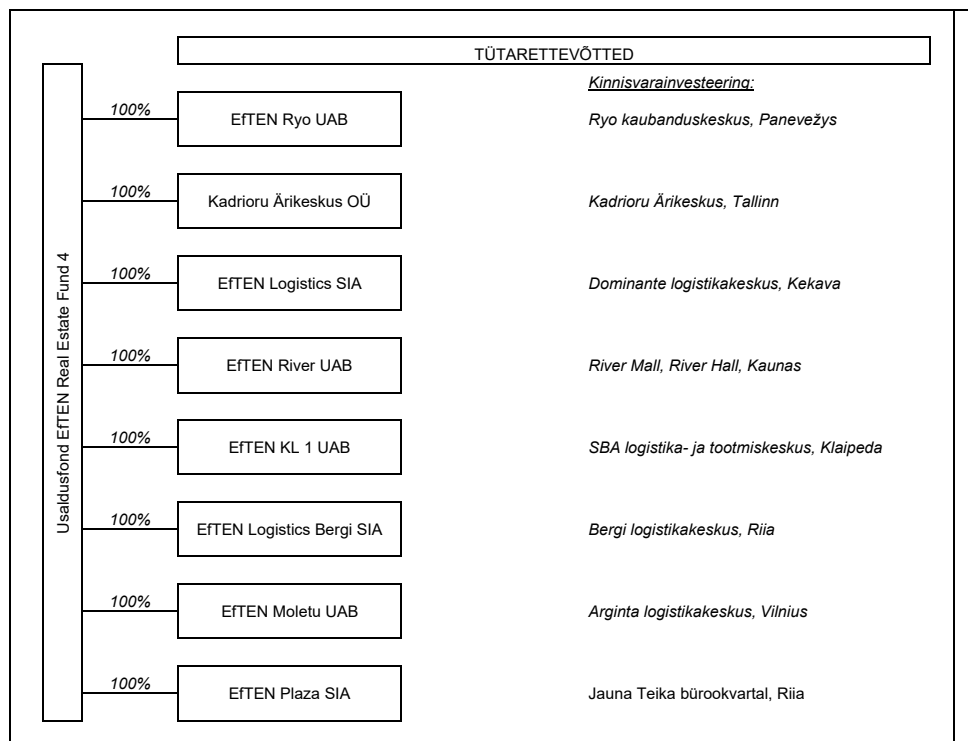 TÜTARETTEVÕTTED
Kinnisvarainvesteering:
Usaldusfond EfTEN Real Estate Fund 4
100%
EfTEN Ryo UAB
Ryo kaubanduskeskus, Panevežys
100%
Kadrioru Ärikeskus OÜ
Kadrioru Ärikeskus, Tallinn
100%
EfTEN Logistics SIA
Dominante logistikakeskus, Kekava
100%
EfTEN River UAB
River Mall, River Hall, Kaunas
100%
EfTEN KL 1 UAB
SBA logistika- ja tootmiskeskus, Klaipeda
100%
EfTEN Logistics Bergi SIA
Bergi logistikakeskus, Riia
100%
EfTEN Moletu UAB
Arginta logistikakeskus, Vilnius
100%
EfTEN Plaza SIA
Jauna Teika bürookvartal, Riia